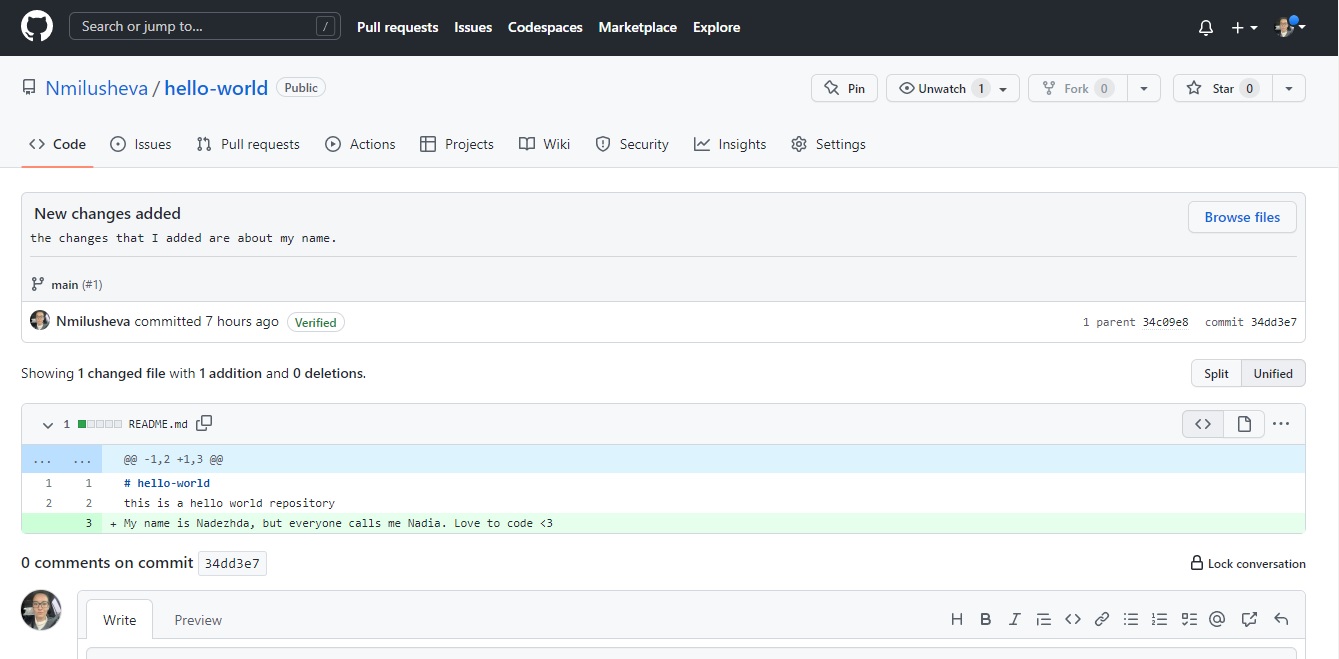 Search or jump to... /
Pull requests Issues Codespaces Marketplace Explore
Nmilusheva / hello-world Public
Pin Unwatch 1 Fork 0 Star 0
Code Issues Pull requests Actions Projects Wiki Security Insights Settings
New changes added
Browse files
the changes that I added are about my name.
main (#1)
Nmilusheva committed 7 hours ago Verified 1 parent 34c09e8 commit 34dd3e7
Showing 1 changed file with 1 addition and 0 deletions. Split Unified
1 README.md
... ... @@ -1,2 +1,3 @@
1 1 # hello-world
2 2 this is a hello world repository
3 + My name is Nadezhda, but everyone calls me Nadia. Love to code <3
0 comments on commit 34dd3e7 Lock conversation
Write Preview